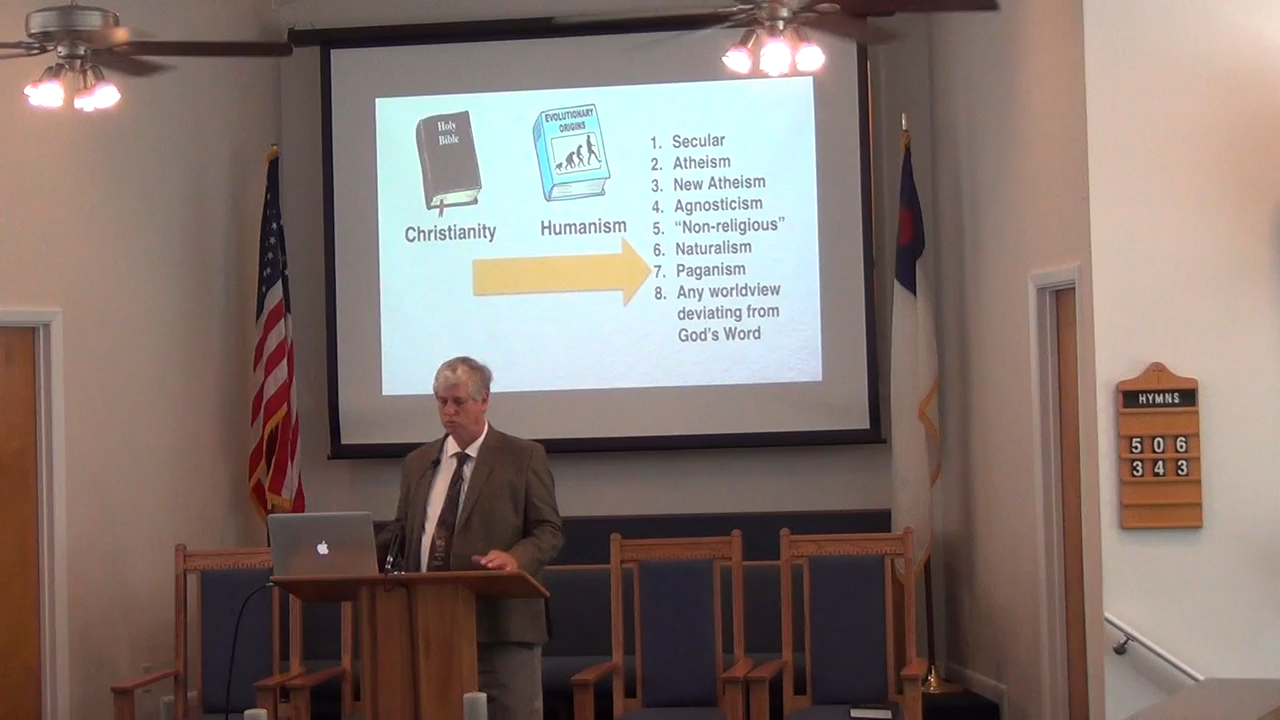 Holy
Bible
EVOLUTIONARY
ORIGINS
Christianity
Humanism
1. Secular
2. Atheism
3. New Atheism
4. Agnosticism
5. “Non-religious”
6. Naturalism
7. Paganism
8. Any worldview
deviating from
God's Word
HYMNS
506
343